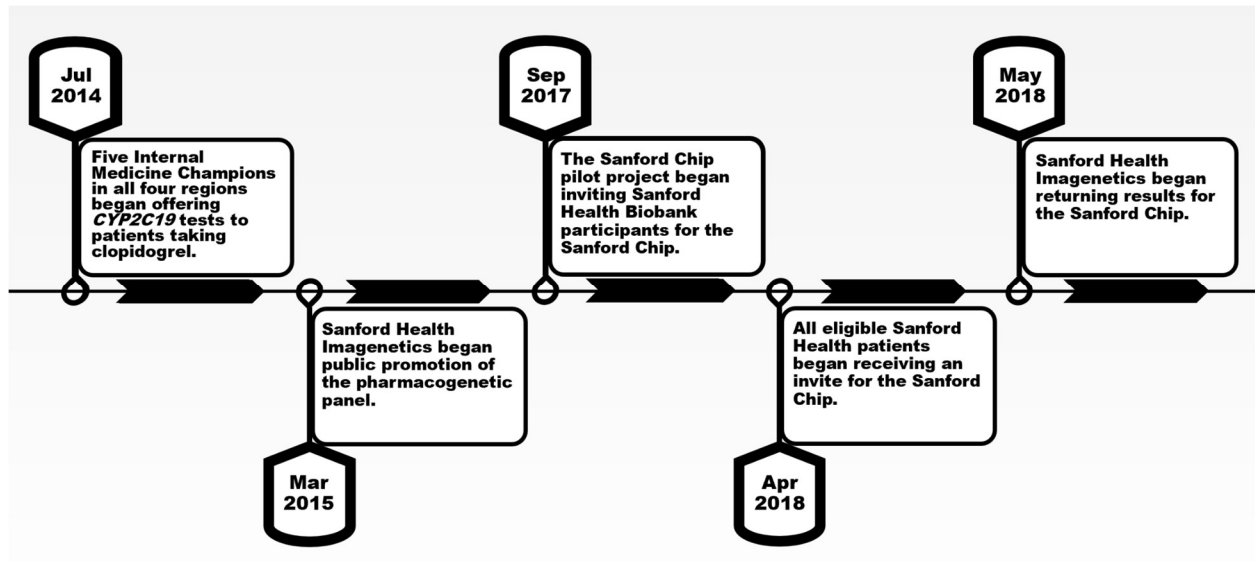 Jul
2014
Five Internal
Medicine Champions
in all four regions
began offering
CYP2C19 tests to
patients taking
clopidogrel.
Mar
2015
Sanford Health
Imagenetics began
public promotion of
the pharmacogenetic
panel.
Sep
2017
The Sanford Chip
pilot project began
inviting Sanford
Health Biobank
participants for the
Sanford Chip.
Apr
2018
All eligible Sanford
Health patients
began receiving an
invite for the Sanford
Chip.
May
2018
Sanford Health
Imagenetics began
returning results for
the Sanford Chip.